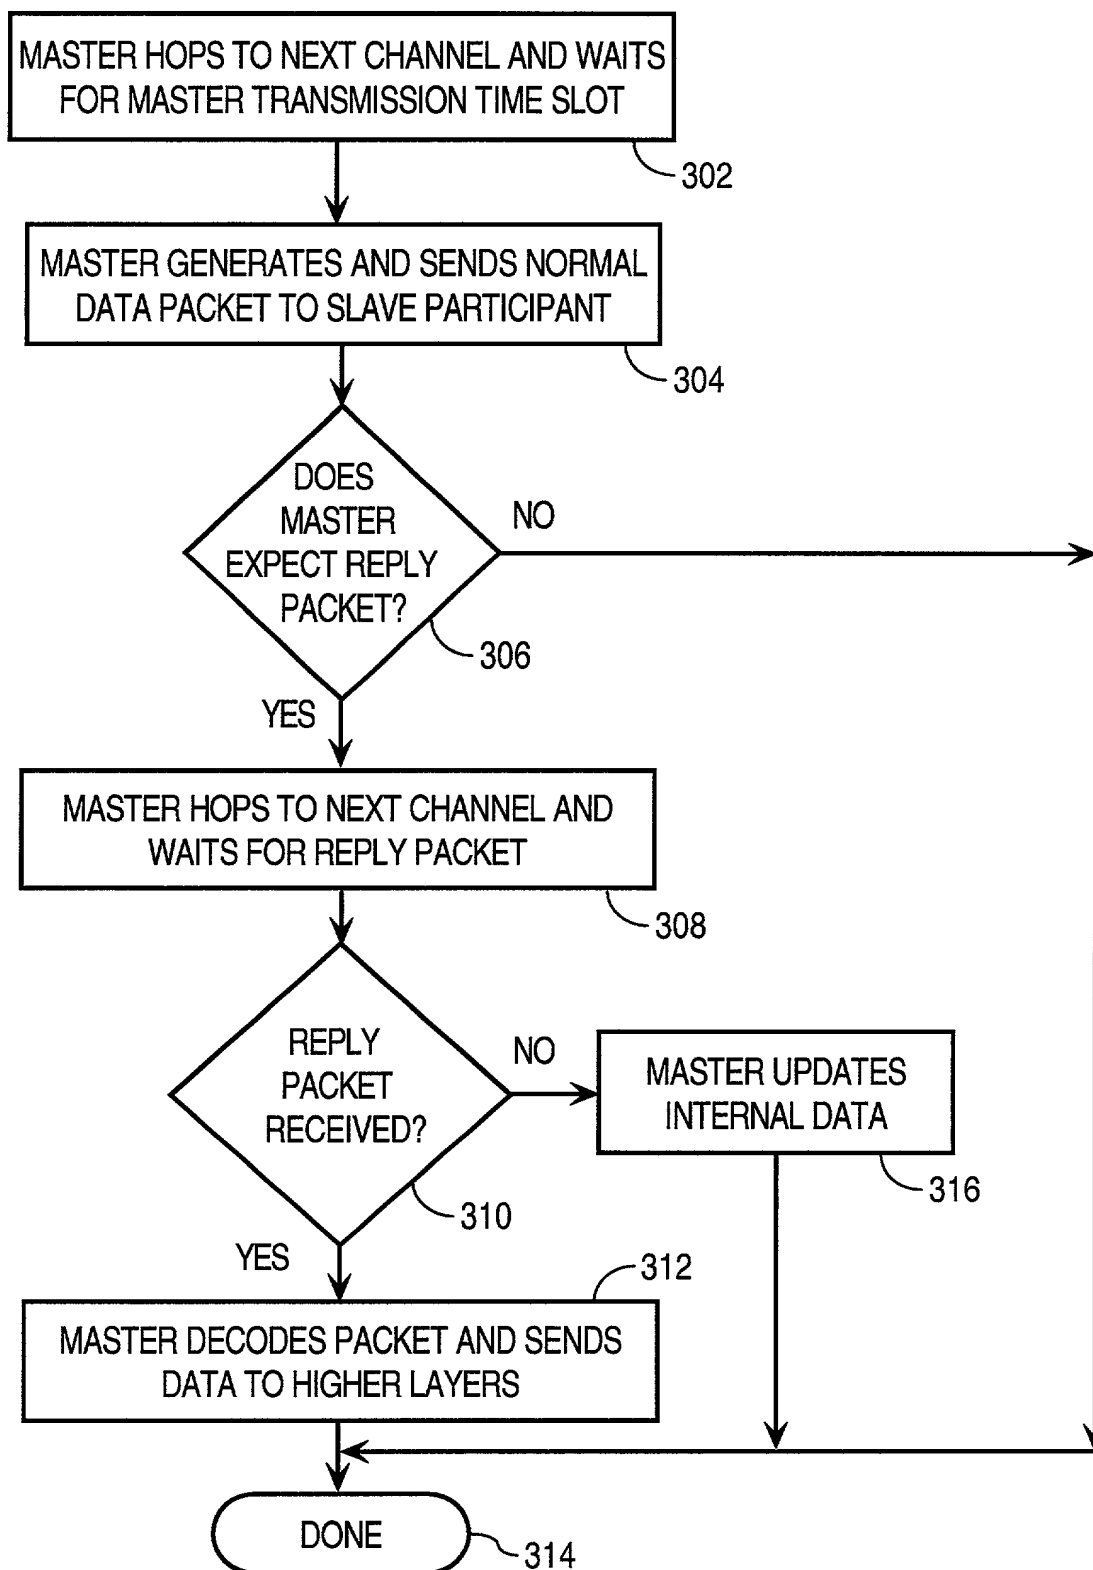 MASTER HOPS TO NEXT CHANNEL AND WAITS
FOR MASTER TRANSMISSION TIME SLOT
302
MASTER GENERATES AND SENDS NORMAL
DATA PACKET TO SLAVE PARTICIPANT
304
DOES
MASTER
EXPECT REPLY
PACKET?
NO
306
YES
MASTER HOPS TO NEXT CHANNEL AND
WAITS FOR REPLY PACKET
308
REPLY
PACKET
RECEIVED?
NO
MASTER UPDATES
INTERNAL DATA
316
310
YES
312
MASTER DECODES PACKET AND SENDS
DATA TO HIGHER LAYERS
DONE
314